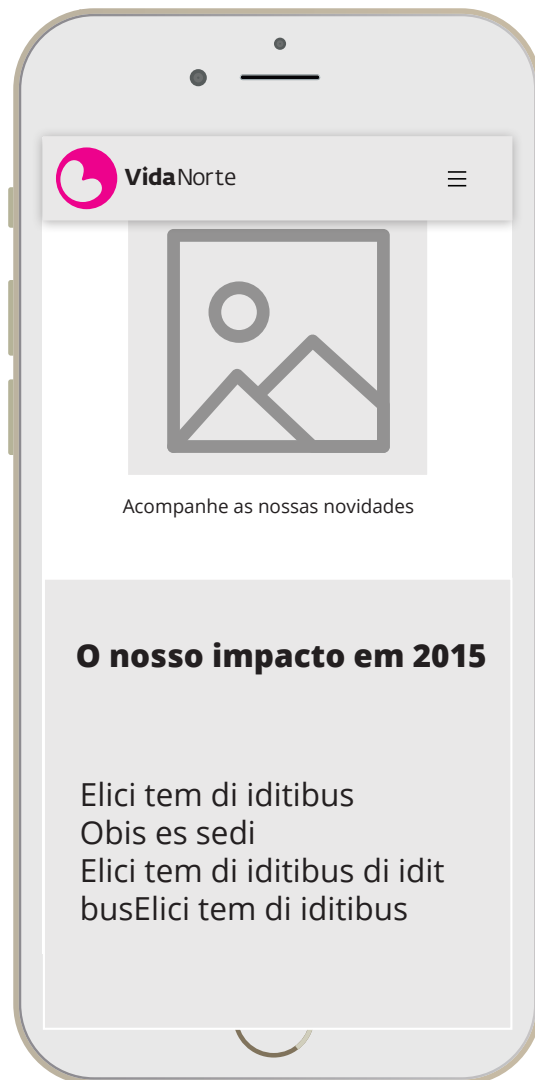 VidaNorte
Acompanhe as nossas novidades
O nosso impacto em 2015
Elici tem di iditibus
Obis es sedi
Elici tem di iditibus di idit
busElici tem di iditibus